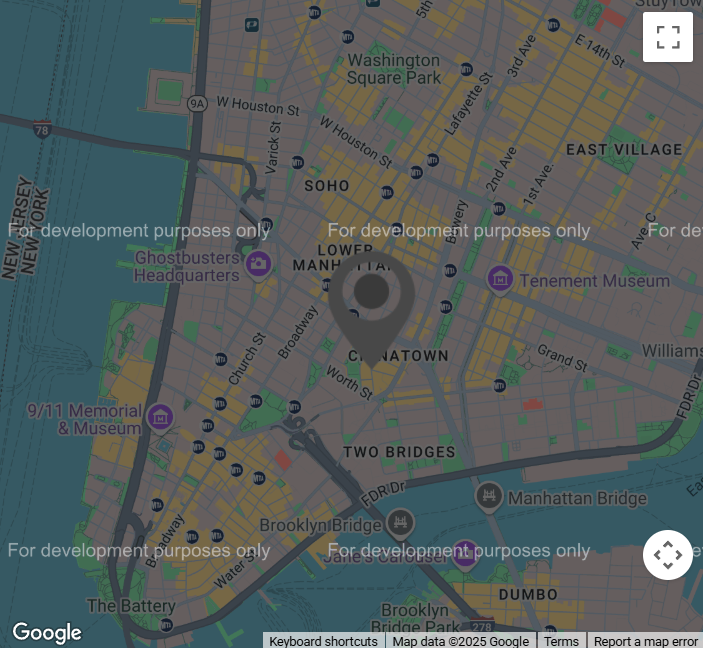 StuyTow
5th
E 14th St
Washington
Square Park
3rd Ave
9A
W Houston St
Lafayette St
78
Varick St
W Houston St
EAST VILLAGE
2nd Ave
1st Ave.
SOHO
NEW JERSEY
NEW YORK
Bowery
Ave C
For development purposes only
For development purposes only
For de
Ghostbusters
Headquarters
LOWER
MANHATTAN
Tenement Museum
Broadway
Church St
CHINATOWN
Grand St
Williams
Worth St
FDR Dr
9/11 Memorial
& Museum
TWO BRIDGES
FDR Dr
Ea
Manhattan Bridge
Brooklyn Bridge
Broadway
For development purposes only
For development purposes only
For de
Jane's Carousel
Water St
DUMBO
The Battery
Brooklyn
Bridge Park
278
Google
Keyboard shortcuts
Map data ©2025 Google
Terms
Report a map error